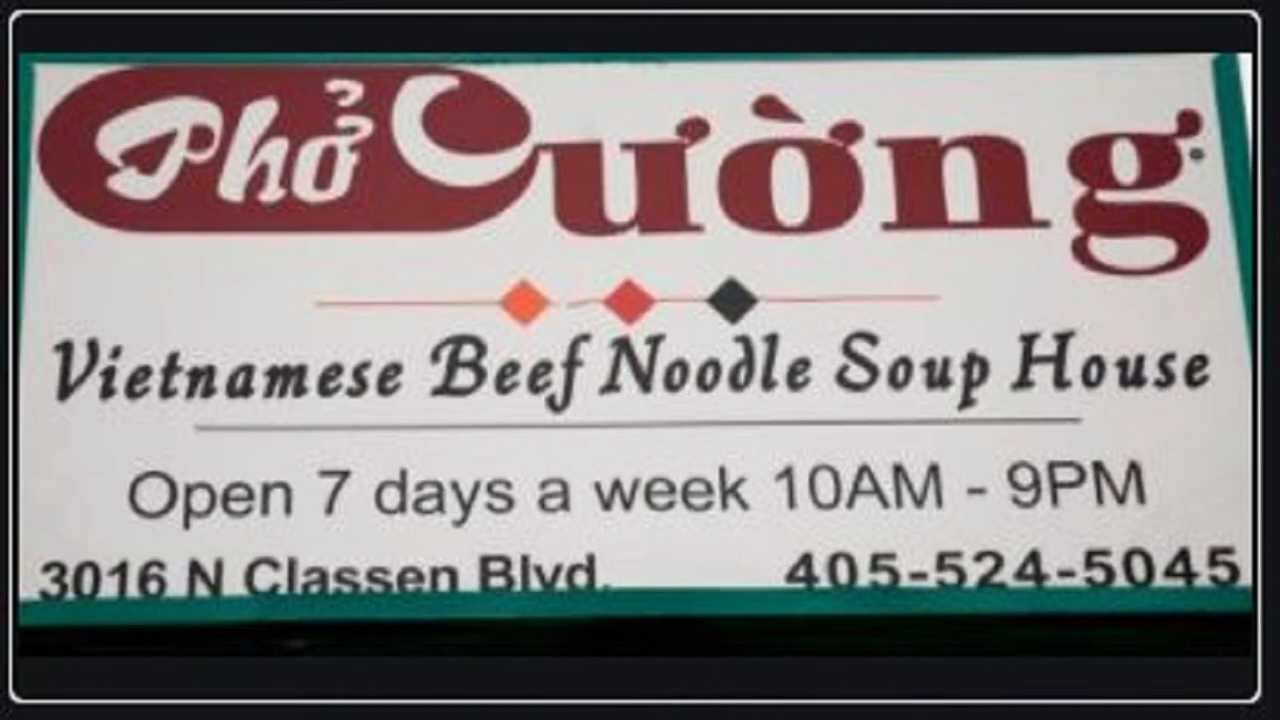 Phở Cường
Vietnamese Beef Noodle Soup House
Open 7 days a week 10AM - 9PM
3016 N Classen Blvd. 405-524-5045